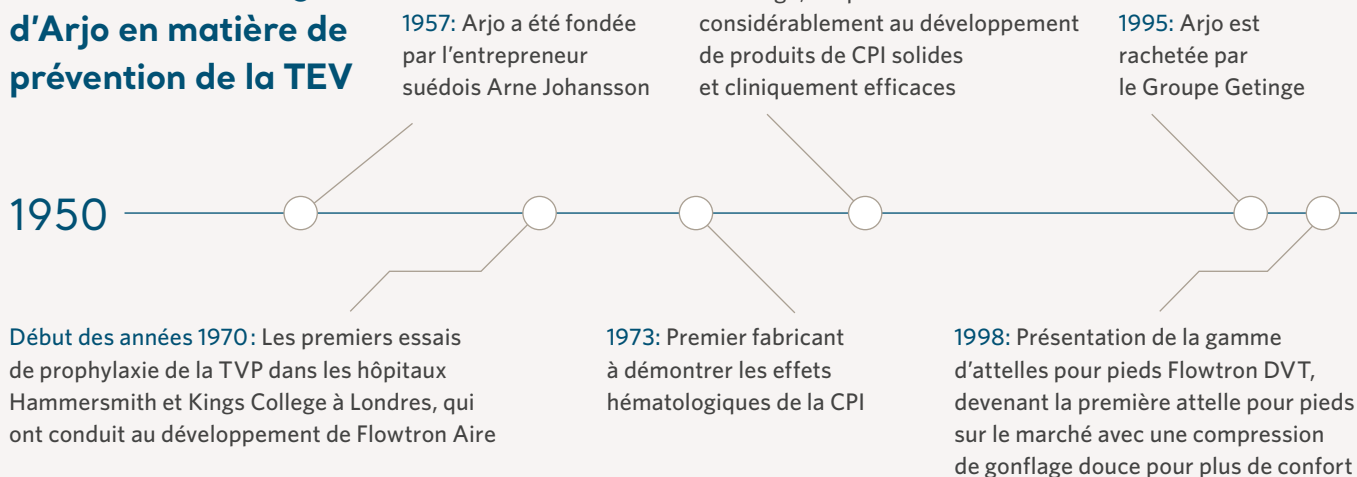 d'Arjo en matière de
prévention de la TEV
1957: Arjo a été fondée
par l'entrepreneur
suédois Arne Johansson
considérablement au développement
de produits de CPI solides
et cliniquement efficaces
1995: Arjo est
rachetée par
le Groupe Getinge
1950
Début des années 1970: Les premiers essais
de prophylaxie de la TVP dans les hôpitaux
Hammersmith et Kings College à Londres, qui
ont conduit au développement de Flowtron Aire
1973: Premier fabricant
à démontrer les effets
hématologiques de la CPI
1998: Présentation de la gamme
d'attelles pour pieds Flowtron DVT,
devenant la première attelle pour pieds
sur le marché avec une compression
de gonflage douce pour plus de confort